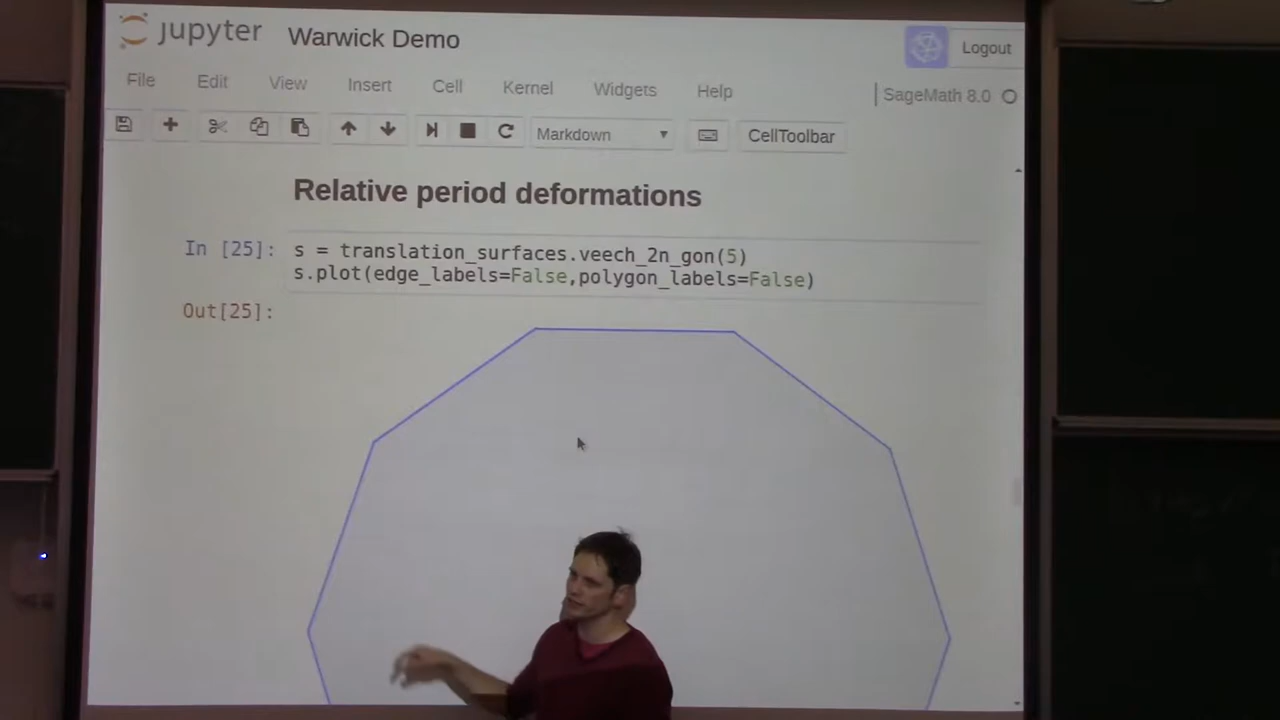 jupyter Warwick Demo Logout
File Edit View Insert Cell Kernel Widgets Help SageMath 8.0
Markdown CellToolbar
Relative period deformations
In [25]: s = translation_surfaces.veech_2n_gon(5)
s.plot(edge_labels=False,polygon_labels=False)
Out[25]: